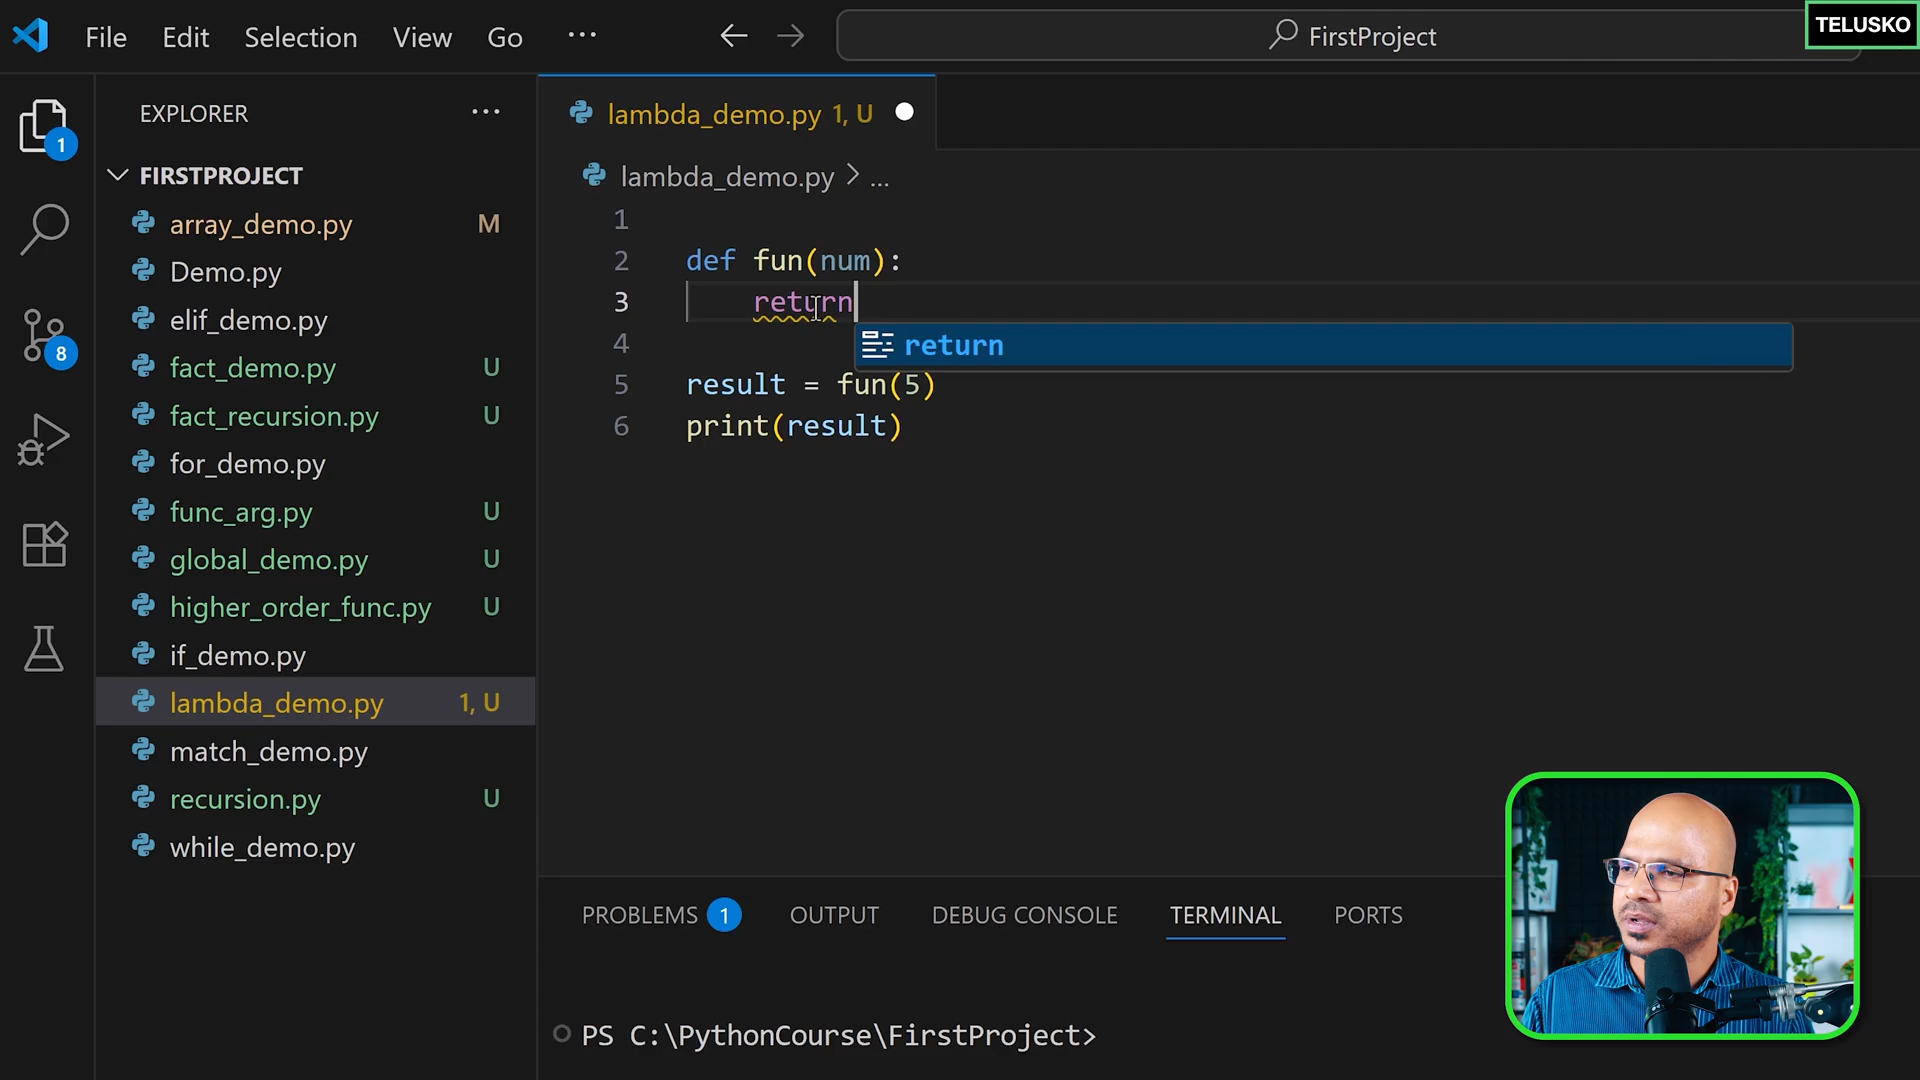 File Edit Selection View Go ...
FirstProject
TELUSKO
EXPLORER ...
1
FIRSTPROJECT
array_demo.py M
Demo.py
elif_demo.py
8
fact_demo.py U
fact_recursion.py U
for_demo.py
func_arg.py U
global_demo.py U
higher_order_func.py U
if_demo.py
lambda_demo.py 1, U
match_demo.py
recursion.py U
while_demo.py
lambda_demo.py 1, U
lambda_demo.py > ...
1
2 def fun(num):
3 return
return
4
5 result = fun(5)
6 print(result)
PROBLEMS 1 OUTPUT DEBUG CONSOLE TERMINAL PORTS
PS C:\PythonCourse\FirstProject>